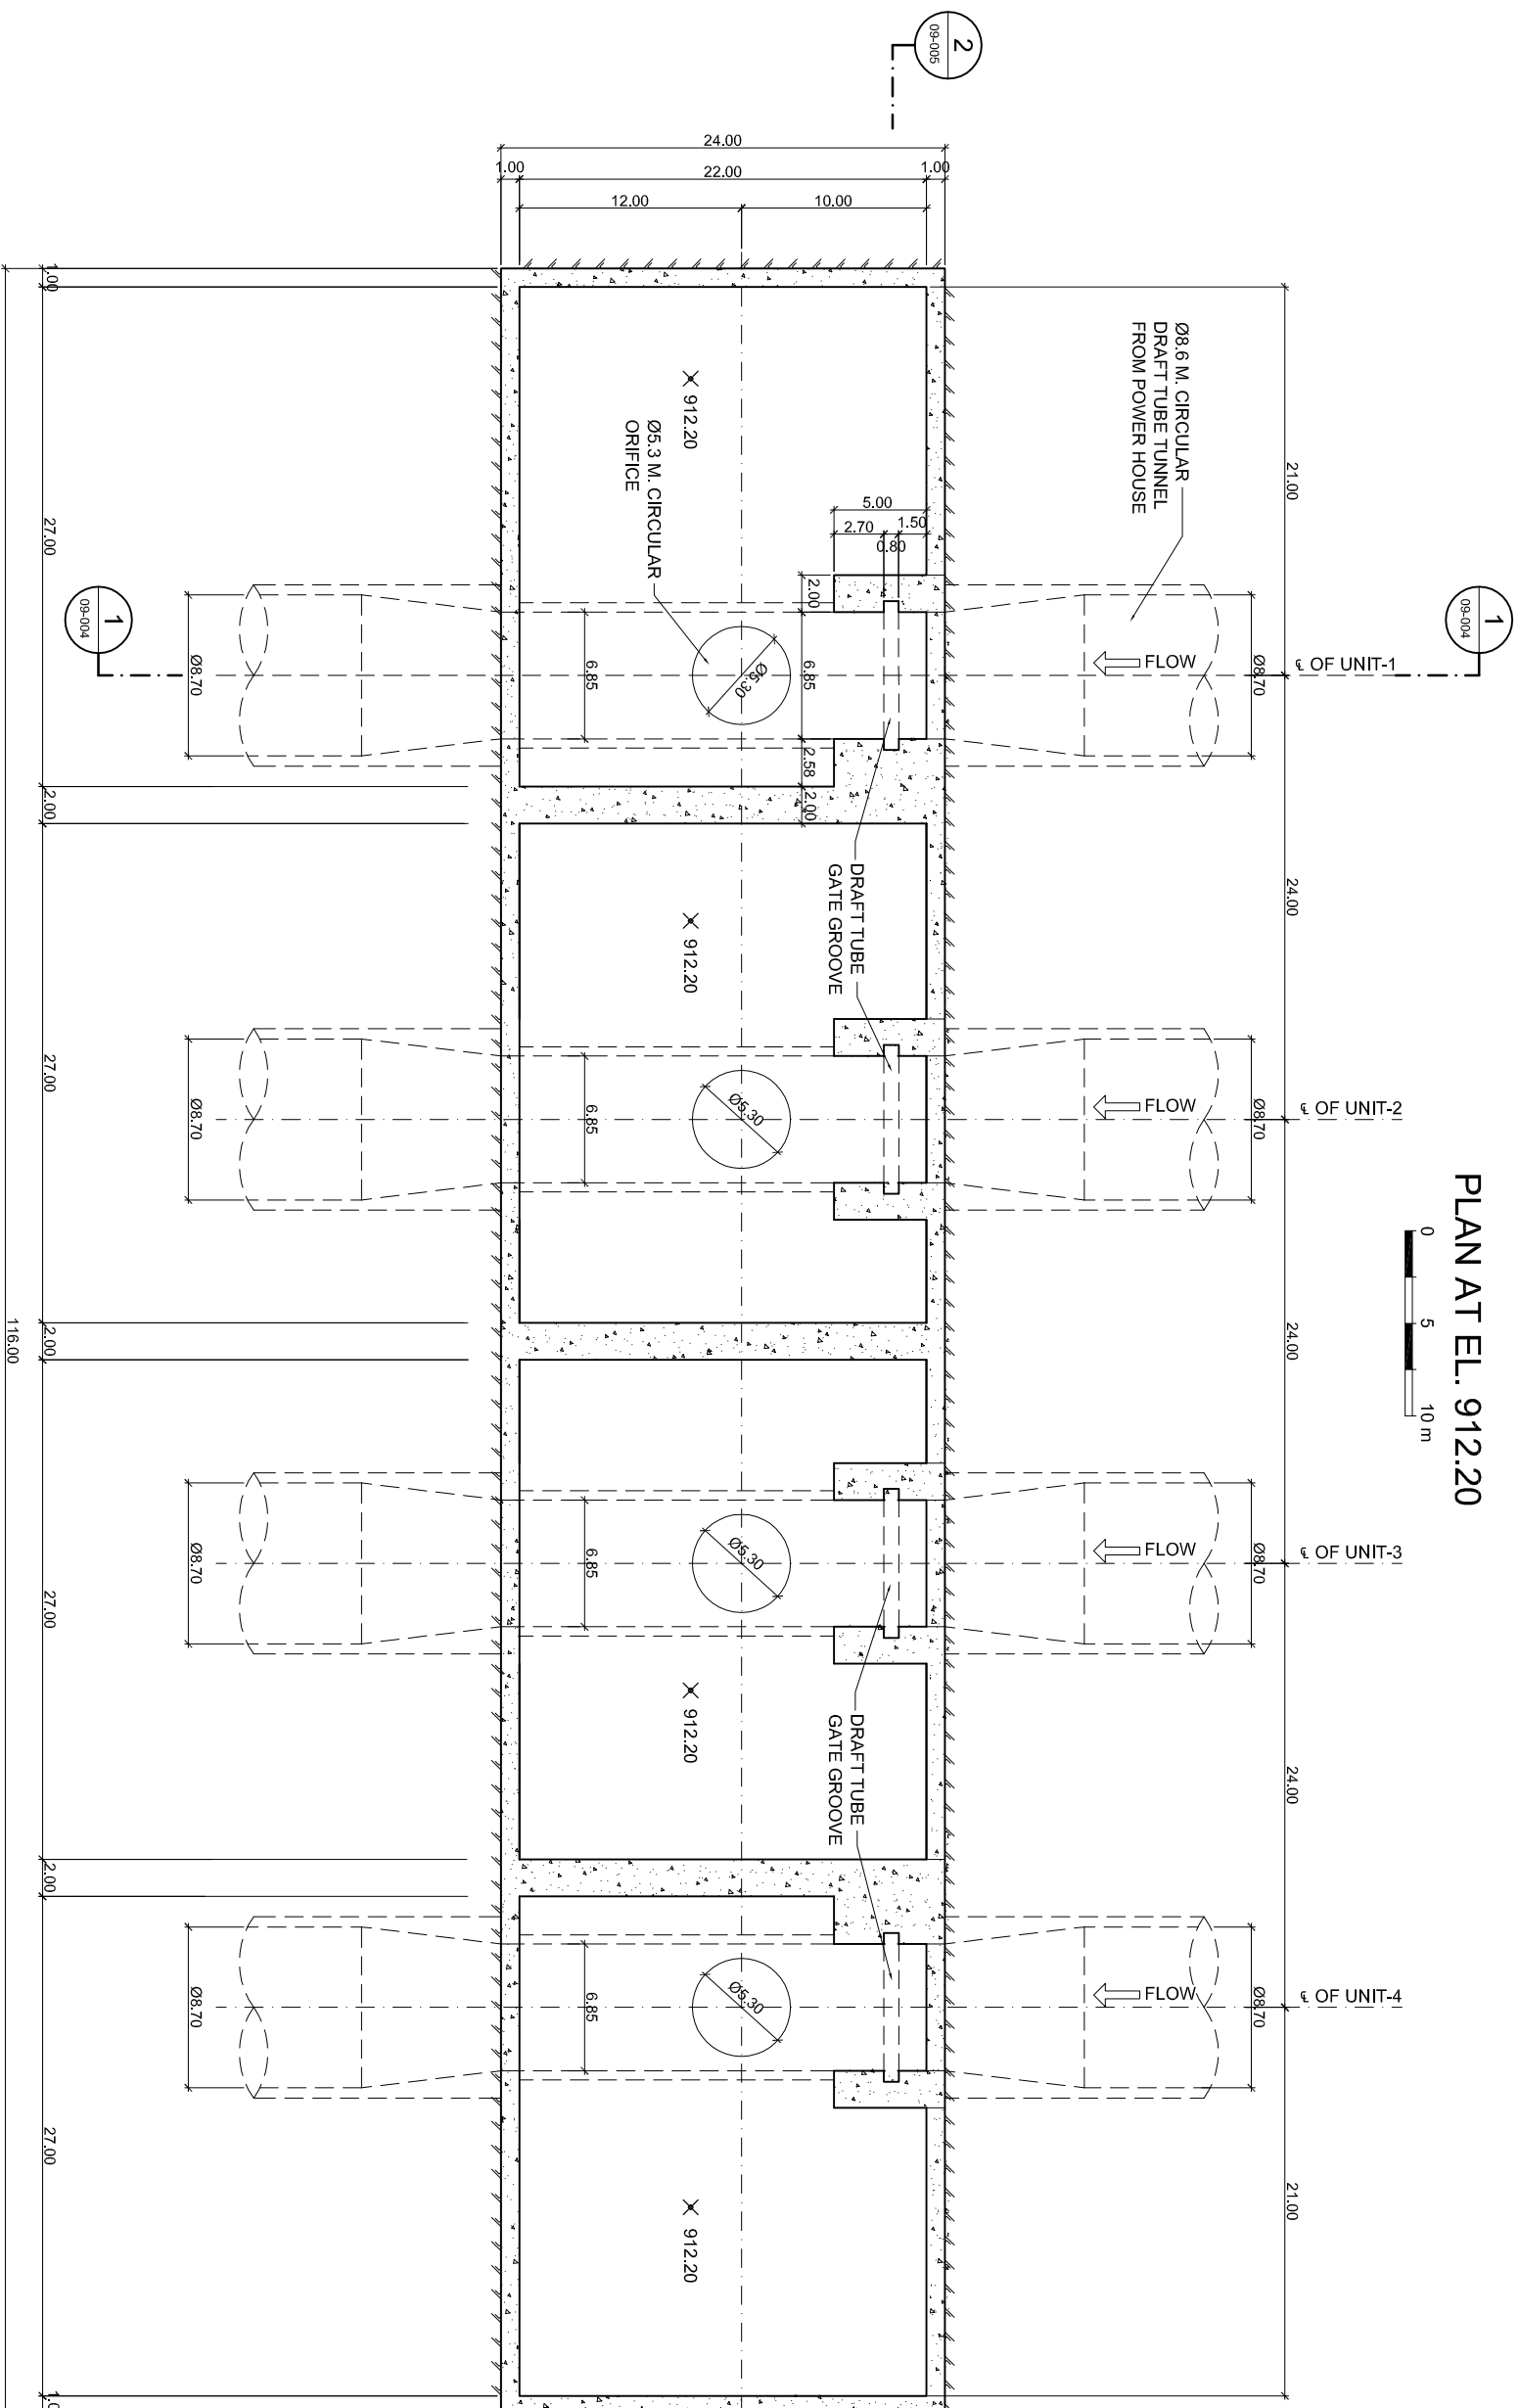 PLAN AT EL. 912.20
0 5 10 m
1
09-004
℄ OF UNIT-1
℄ OF UNIT-2
℄ OF UNIT-3
℄ OF UNIT-4
21.00
24.00
24.00
24.00
21.00
Ø8.70
Ø8.70
Ø8.70
Ø8.70
Ø8.6 M. CIRCULAR
DRAFT TUBE TUNNEL
FROM POWER HOUSE
FLOW
FLOW
FLOW
FLOW
2
09-005
24.00
1.00
22.00
1.00
12.00
10.00
5.00
2.70
1.50
0.80
2.00
6.85
2.58
2.00
DRAFT TUBE
GATE GROOVE
DRAFT TUBE
GATE GROOVE
Ø5.30
Ø5.30
Ø5.30
Ø5.30
912.20
912.20
912.20
912.20
Ø5.3 M. CIRCULAR
ORIFICE
6.85
6.85
6.85
6.85
Ø8.70
Ø8.70
Ø8.70
Ø8.70
1
09-004
1.00
27.00
2.00
27.00
2.00
27.00
2.00
27.00
116.00